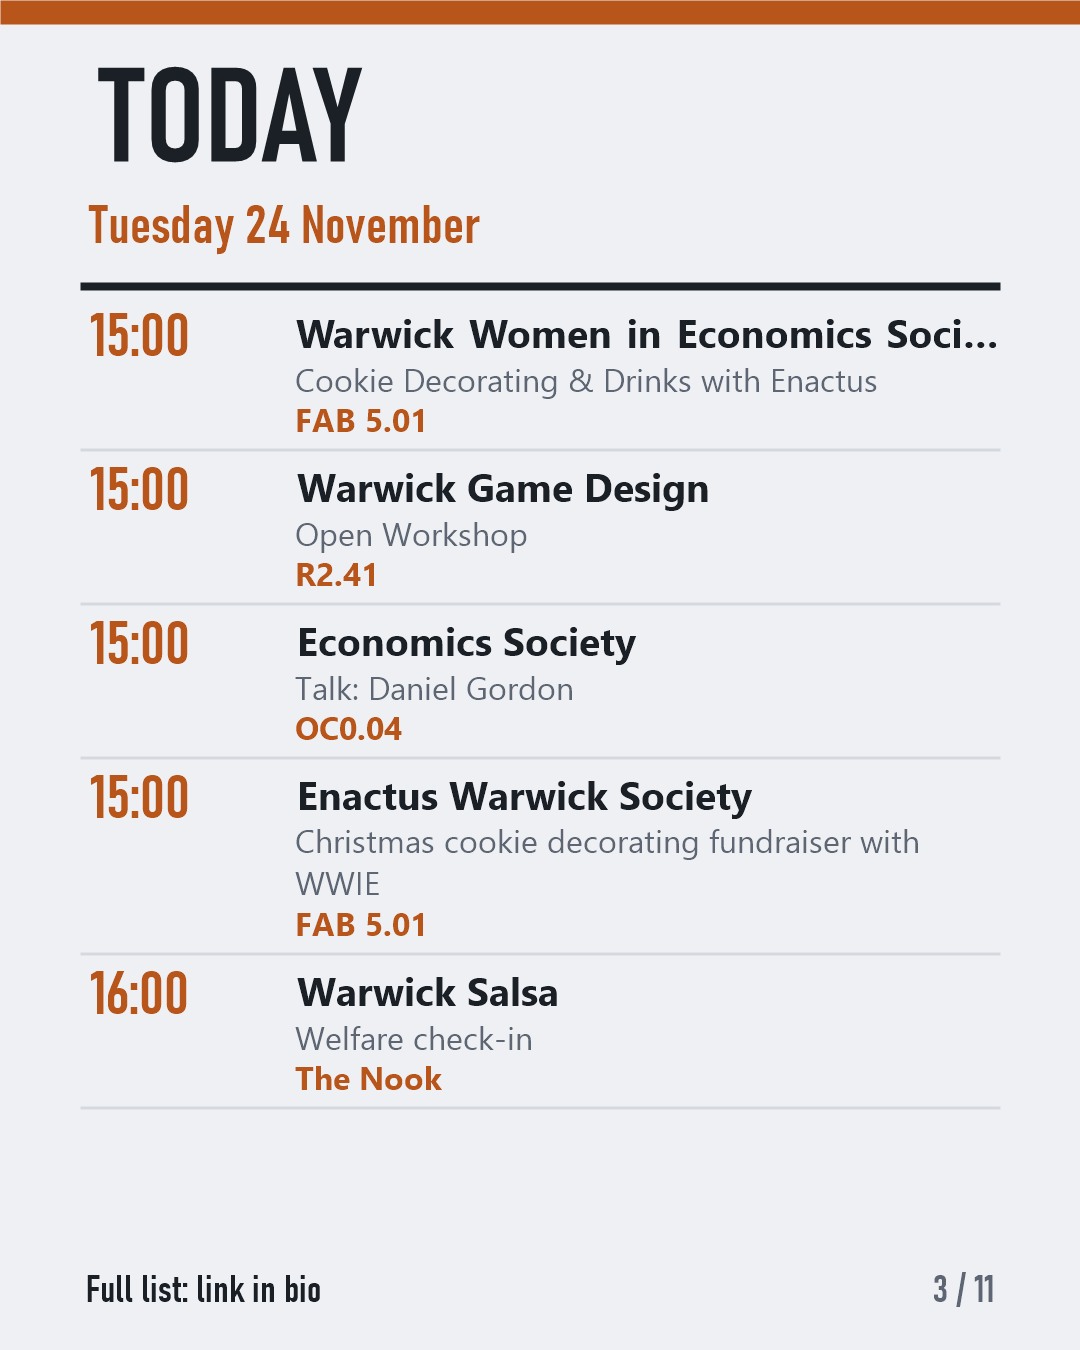 TODAY
Tuesday 24 November
15:00
Warwick Women in Economics Soci...
Cookie Decorating & Drinks with Enactus
FAB 5.01
15:00
Warwick Game Design
Open Workshop
R2.41
15:00
Economics Society
Talk: Daniel Gordon
OC0.04
15:00
Enactus Warwick Society
Christmas cookie decorating fundraiser with
WWIE
FAB 5.01
16:00
Warwick Salsa
Welfare check-in
The Nook
Full list: link in bio
3 / 11